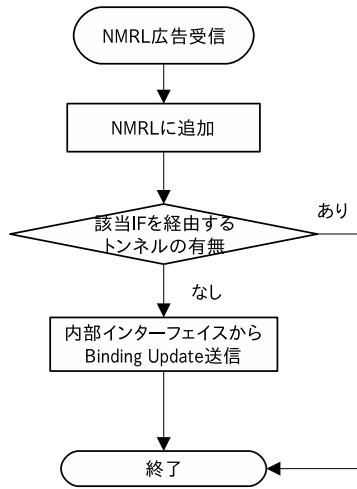 NMRL広告受信
NMRLに追加
該当IFを経由する
トンネルの有無
あり
なし
内部インターフェイスから
Binding Update送信
終了